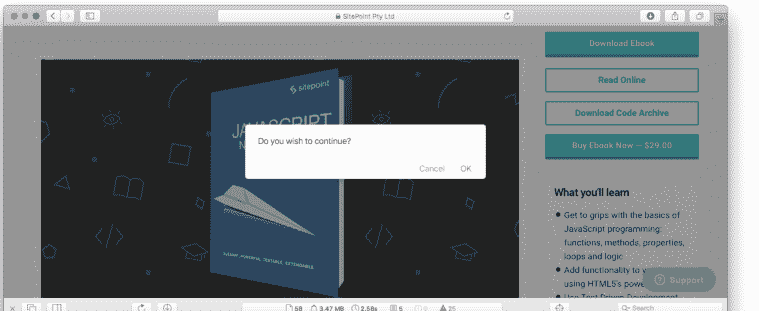 SitePoint Pty Ltd
Download Ebook
Read Online
Download Code Archive
Buy Ebook Now — $29.00
sitepoint
JAVASCRIPT
Do you wish to continue?
Cancel OK
What you'll learn
Get to grips with the basics of
JavaScript programming:
functions, methods, properties,
loops and logic
Add functionality to
using HTML5's
Support
58 3.47 MB 2.58s 5 25
Search